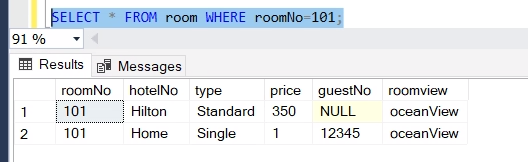 SELECT * FROM room WHERE roomNo=101;
91 %
Results Messages
roomNo hotelNo type price guestNo roomview
1 101 Hilton Standard 350 NULL oceanView
2 101 Home Single 1 12345 oceanView